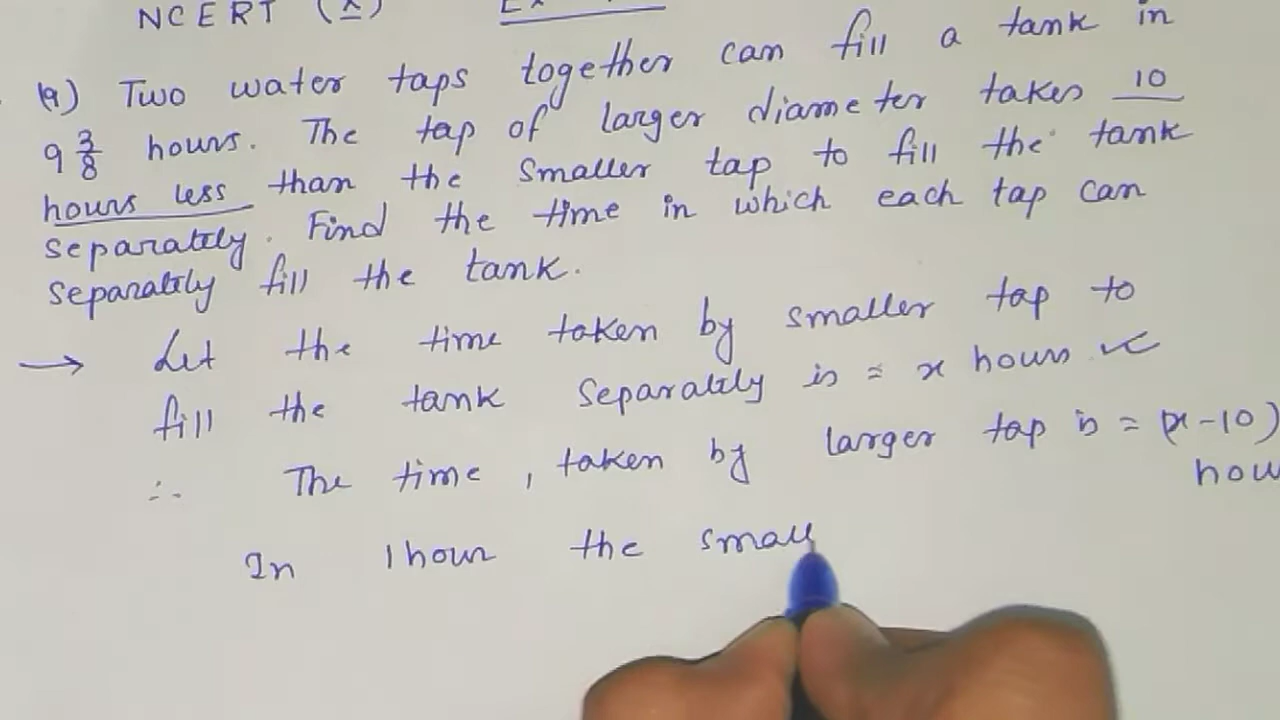 NCERT (X)
(9) Two water taps together can fill a tank in
9 3/8 hours. The tap of larger diameter takes 10
hours less than the smaller tap to fill the tank
separately. Find the time in which each tap can
separately fill the tank.
→ Let the time taken by smaller tap to
fill the tank separately is = x hours
∴ The time, taken by larger tap is = (x-10)
hou
In 1 hour the small